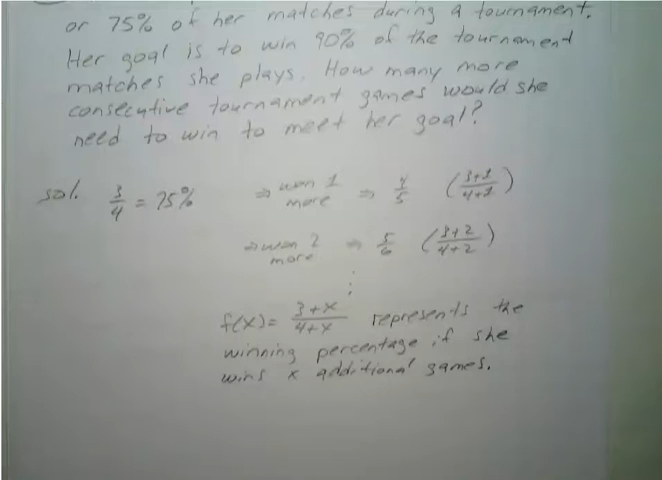 or 75% of her matches during a tournament.
Her goal is to win 90% of the tournament
matches she plays. How many more
consecutive tournament games would she
need to win to meet her goal?
sol. 3/4 = 75% ⇒ won 1 more ⇒ 4/5 (3+1/4+1)
⇒ won 2 more ⇒ 5/6 (3+2/4+2)
⋮
f(x) = 3+x/4+x represents the
winning percentage if she
wins x additional games.